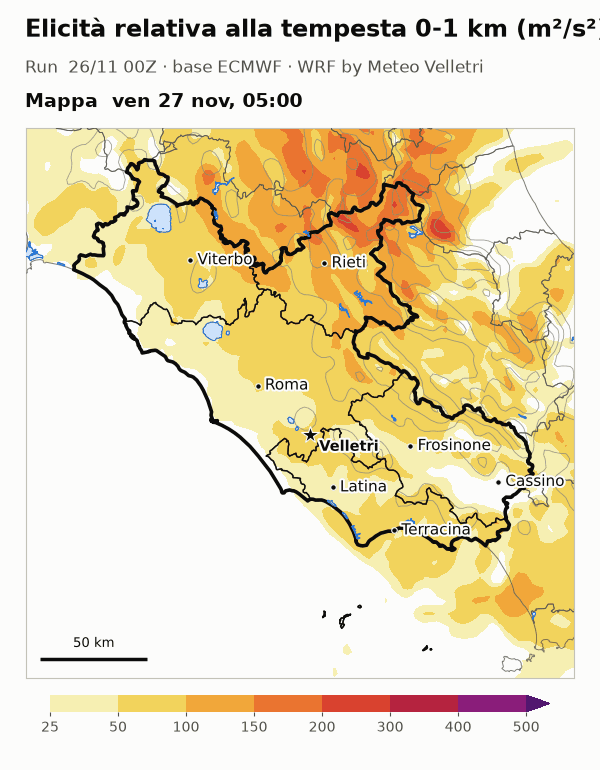 Elicità relativa alla tempesta 0-1 km (m²/s²)
Run  26/11 00Z · base ECMWF · WRF by Meteo Velletri
Mappa  ven 27 nov, 05:00
Viterbo
Rieti
Roma
Velletri
Frosinone
Cassino
Latina
Terracina
50 km
25 50 100 150 200 300 400 500